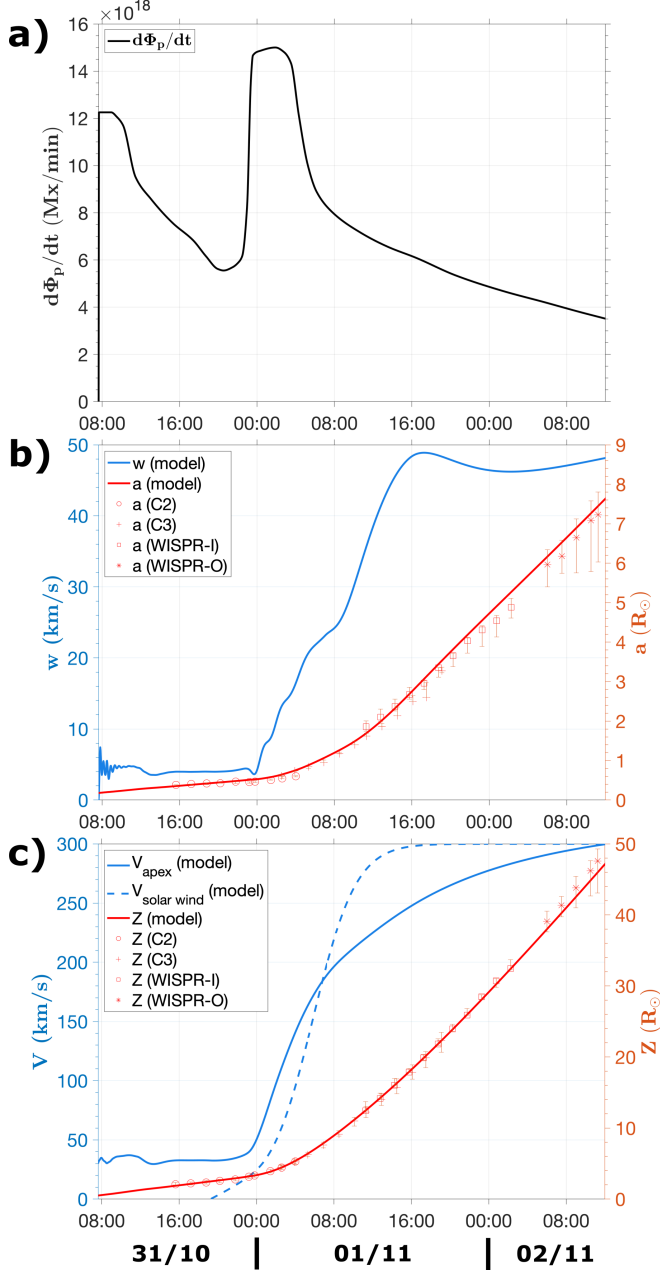 a)
×10¹⁸
dΦₚ/dt
dΦₚ/dt (Mx/min)
16
14
12
10
8
6
4
2
0
08:00 16:00 00:00 08:00 16:00 00:00 08:00
b)
w (model)
a (model)
a (C2)
a (C3)
a (WISPR-I)
a (WISPR-O)
w (km/s)
50
40
30
20
10
0
a (R☉)
9
8
7
6
5
4
3
2
1
0
08:00 16:00 00:00 08:00 16:00 00:00 08:00
c)
V_apex (model)
V_solar wind (model)
Z (model)
Z (C2)
Z (C3)
Z (WISPR-I)
Z (WISPR-O)
V (km/s)
300
250
200
150
100
50
0
Z (R☉)
50
40
30
20
10
0
08:00 16:00 00:00 08:00 16:00 00:00 08:00
31/10 | 01/11 | 02/11